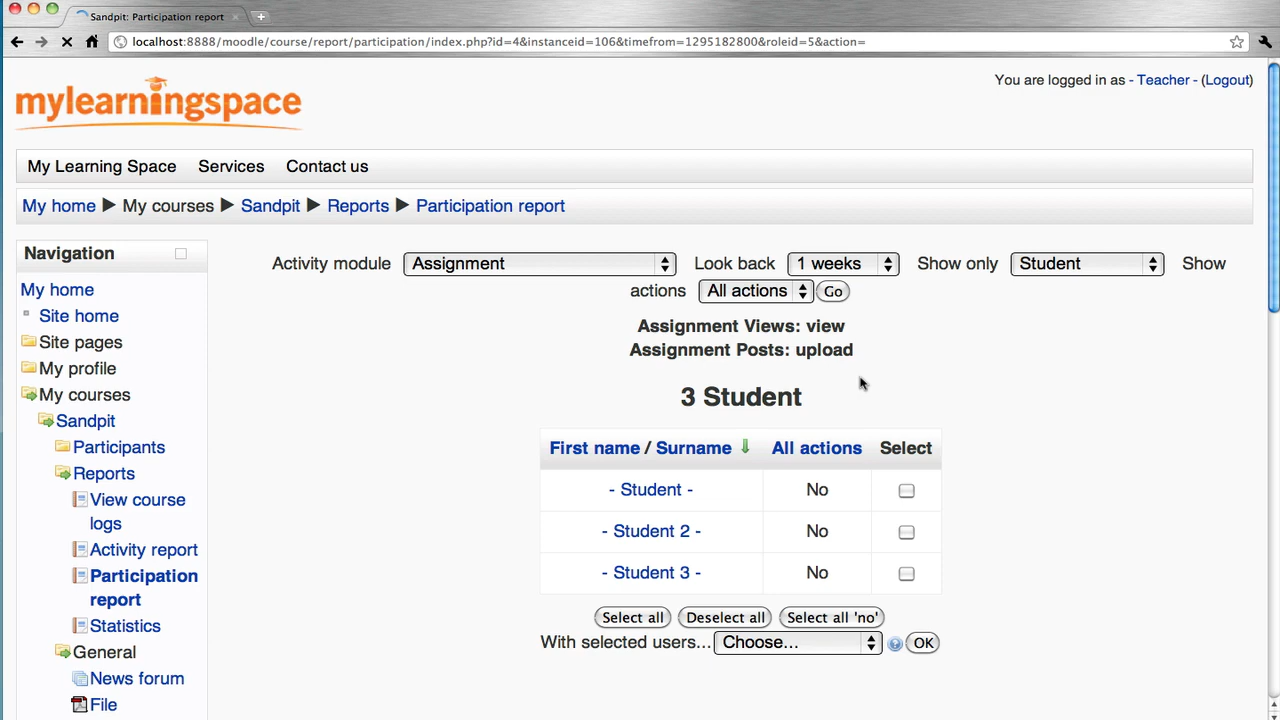 Sandpit: Participation report
localhost:8888/moodle/course/report/participation/index.php?id=4&instanceid=106&timefrom=1295182800&roleid=5&action=
You are logged in as - Teacher - (Logout)
mylearningspace
My Learning Space Services Contact us
My home ► My courses ► Sandpit ► Reports ► Participation report
Navigation
My home
Site home
Site pages
My profile
My courses
Sandpit
Participants
Reports
View course
logs
Activity report
Participation
report
Statistics
General
News forum
File
Activity module Assignment Look back 1 weeks Show only Student Show
actions All actions Go
Assignment Views: view
Assignment Posts: upload
3 Student
First name / Surname ↓ All actions Select
- Student - No
- Student 2 - No
- Student 3 - No
Select all Deselect all Select all 'no'
With selected users... Choose... ? OK